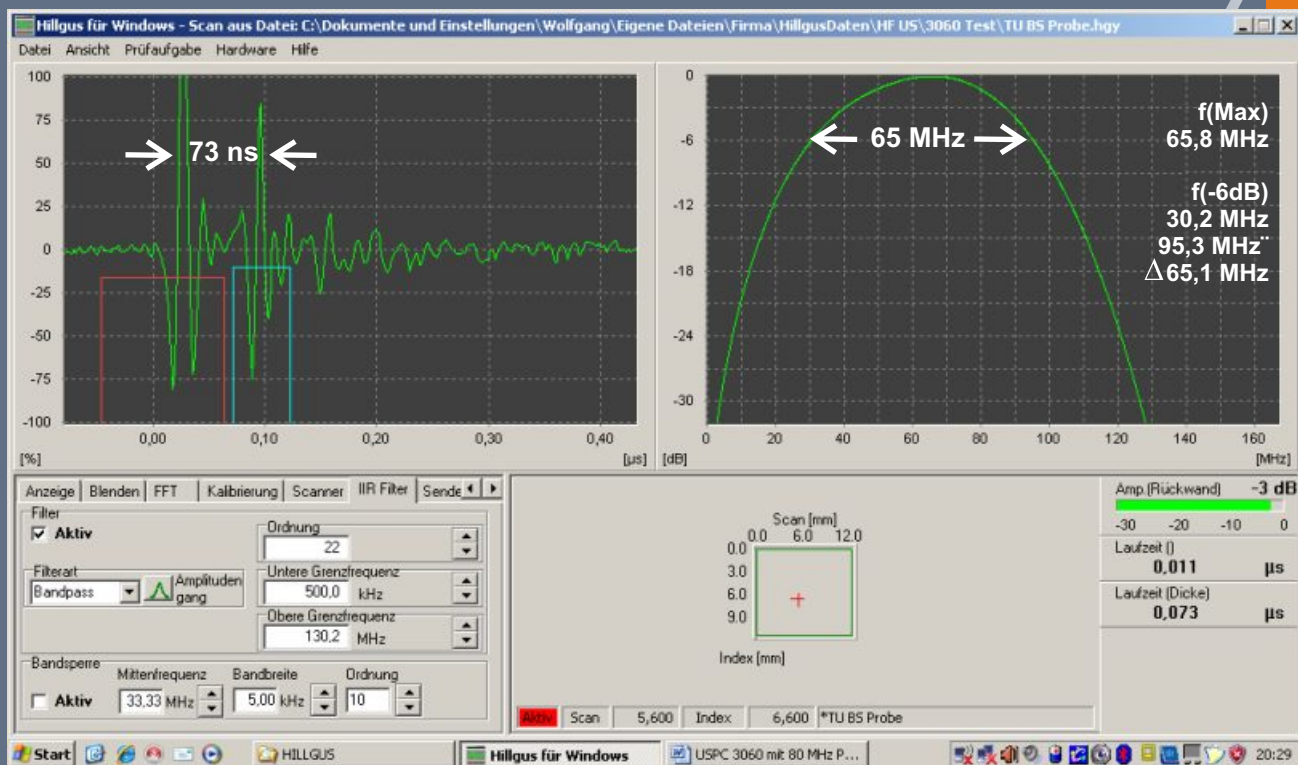 Hillgus für Windows - Scan aus Datei: C:\Dokumente und Einstellungen\Wolfgang\Eigene Dateien\Firma\HillgusDaten\HF US\3060 Test\TU BS Probe.hgy
Datei Ansicht Prüfaufgabe Hardware Hilfe
100
75
50
25
0
-25
-50
-75
-100
73 ns
0,00 0,10 0,20 0,30 0,40
[%] [µs]
0
-6
-12
-18
-24
-30
65 MHz
f(Max)
65,8 MHz
f(-6dB)
30,2 MHz
95,3 MHz¨
Δ65,1 MHz
0 20 40 60 80 100 120 140 160
[dB] [MHz]
Anzeige Blenden FFT Kalibrierung Scanner IIR Filter Sende
Filter
Aktiv
Ordnung
22
Filterart
Bandpass
Amplituden
gang
Untere Grenzfrequenz
500,0 kHz
Obere Grenzfrequenz
130,2 MHz
Bandsperre
Mittenfrequenz Bandbreite Ordnung
Aktiv 33,33 MHz 5,00 kHz 10
Scan [mm]
0.0 6.0 12.0
0.0
3.0
6.0
9.0
Index [mm]
Aktiv Scan 5,600 Index 6,600 *TU BS Probe
Amp.(Rückwand) -3 dB
-30 -20 -10 0
Laufzeit ()
0,011 µs
Laufzeit (Dicke)
0,073 µs
Start HILLGUS Hillgus für Windows USPC 3060 mit 80 MHz P... 20:29